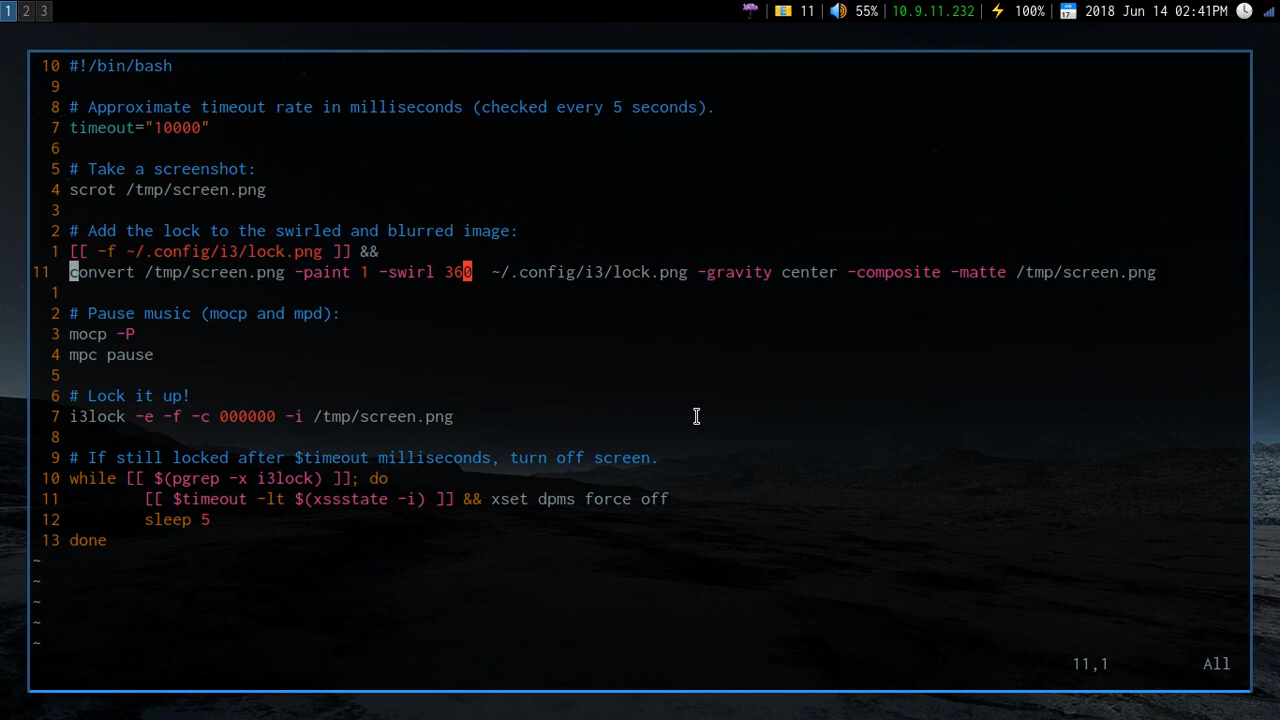 1 2 3 11 55% 10.9.11.232 100% 2018 Jun 14 02:41PM
10 #!/bin/bash
9
8 # Approximate timeout rate in milliseconds (checked every 5 seconds).
7 timeout="10000"
6
5 # Take a screenshot:
4 scrot /tmp/screen.png
3
2 # Add the lock to the swirled and blurred image:
1 [[ -f ~/.config/i3/lock.png ]] &&
11 convert /tmp/screen.png -paint 1 -swirl 360  ~/.config/i3/lock.png -gravity center -composite -matte /tmp/screen.png
1
2 # Pause music (mocp and mpd):
3 mocp -P
4 mpc pause
5
6 # Lock it up!
7 i3lock -e -f -c 000000 -i /tmp/screen.png
8
9 # If still locked after $timeout milliseconds, turn off screen.
10 while [[ $(pgrep -x i3lock) ]]; do
11 [[ $timeout -lt $(xssstate -i) ]] && xset dpms force off
12 sleep 5
13 done
~
~
~
~
~
11,1 All